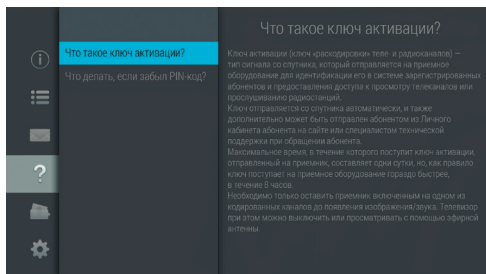 Что такое ключ активации?
Что такое ключ активации?
Что делать, если забыл PIN-код?
Ключ активации (ключ «раскодировки» теле- и радиоканалов) –
тип сигнала со спутника, который отправляется на приемное
оборудование для идентификации его в системе зарегистрированных
абонентов и предоставления доступа к просмотру телеканалов или
прослушиванию радиостанций.
Ключ отправляется со спутника автоматически, и также
дополнительно может быть отправлен абонентом из Личного
кабинета абонента на сайте или специалистом технической
поддержки при обращении абонента.
Максимальное время, в течение которого поступит ключ активации,
отправленный на приемник, составляет одни сутки, но, как правило
ключ поступает на приемное оборудование гораздо быстрее,
в течение 8 часов.
Необходимо только оставить приемник включенным на одном из
кодированных каналов до появления изображения/звука. Телевизор
при этом можно выключить или просматривать с помощью эфирной
антенны.